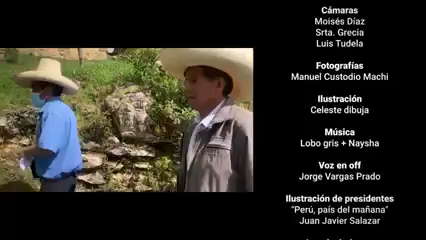 Cámaras
Moisés Díaz
Srta. Grecia
Luis Tudela
Fotografías
Manuel Custodio Machi
Ilustración
Celeste dibuja
Música
Lobo gris + Naysha
Voz en off
Jorge Vargas Prado
Ilustración de presidentes
"Perú, país del mañana"
Juan Javier Salazar